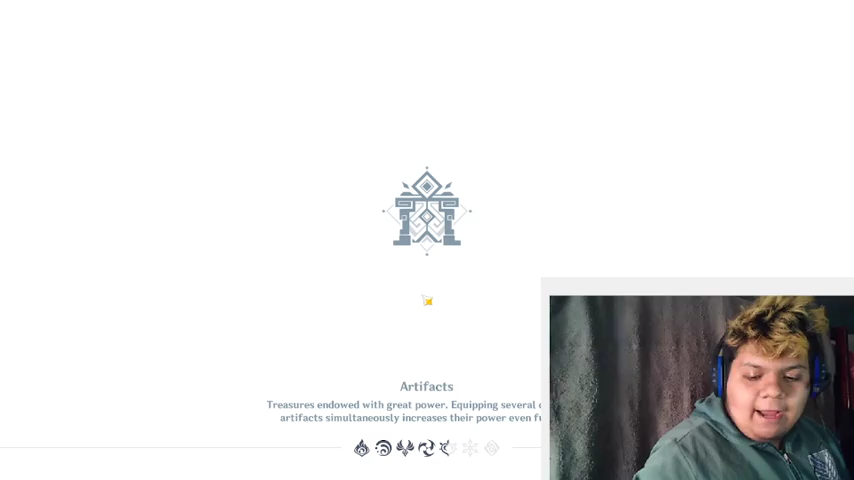 Artifacts
Treasures endowed with great power. Equipping several
artifacts simultaneously increases their power even